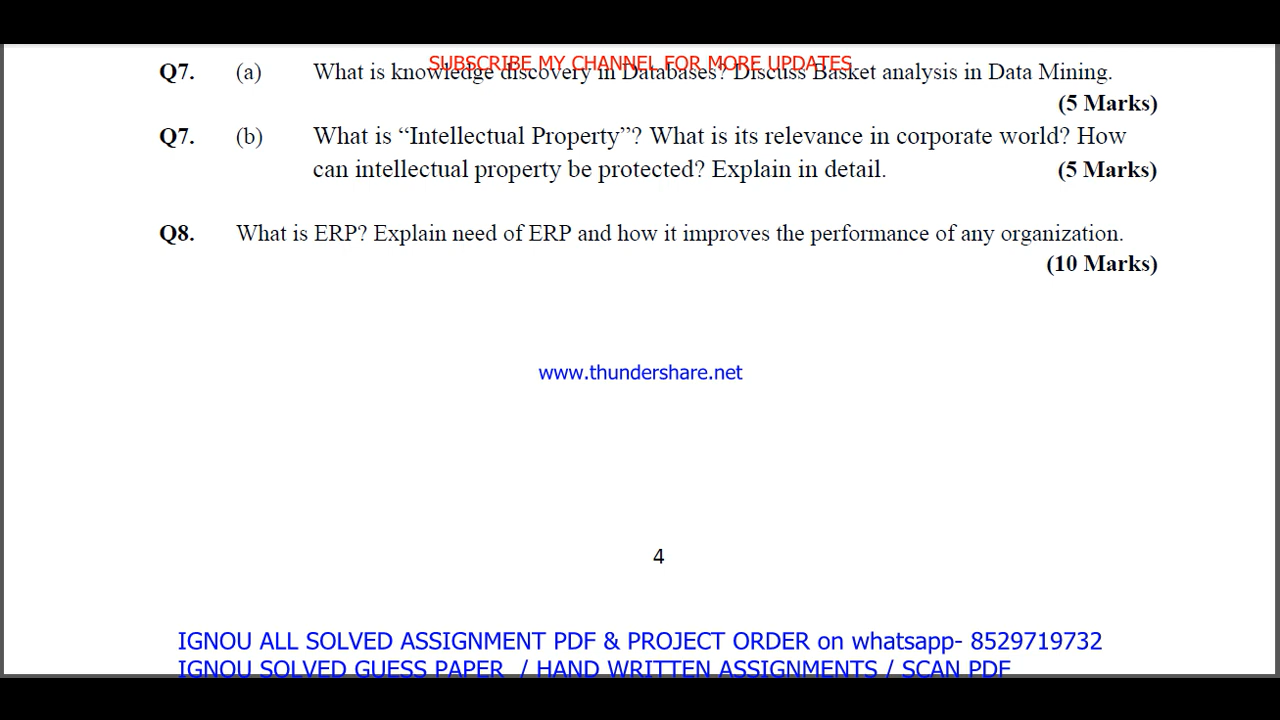 SUBSCRIBE MY CHANNEL FOR MORE UPDATES
Q7. (a) What is knowledge discovery in Databases? Discuss Basket analysis in Data Mining.
(5 Marks)
Q7. (b) What is “Intellectual Property”? What is its relevance in corporate world? How
can intellectual property be protected? Explain in detail. (5 Marks)
Q8. What is ERP? Explain need of ERP and how it improves the performance of any organization.
(10 Marks)
www.thundershare.net
4
IGNOU ALL SOLVED ASSIGNMENT PDF & PROJECT ORDER on whatsapp- 8529719732
IGNOU SOLVED GUESS PAPER / HAND WRITTEN ASSIGNMENTS / SCAN PDF